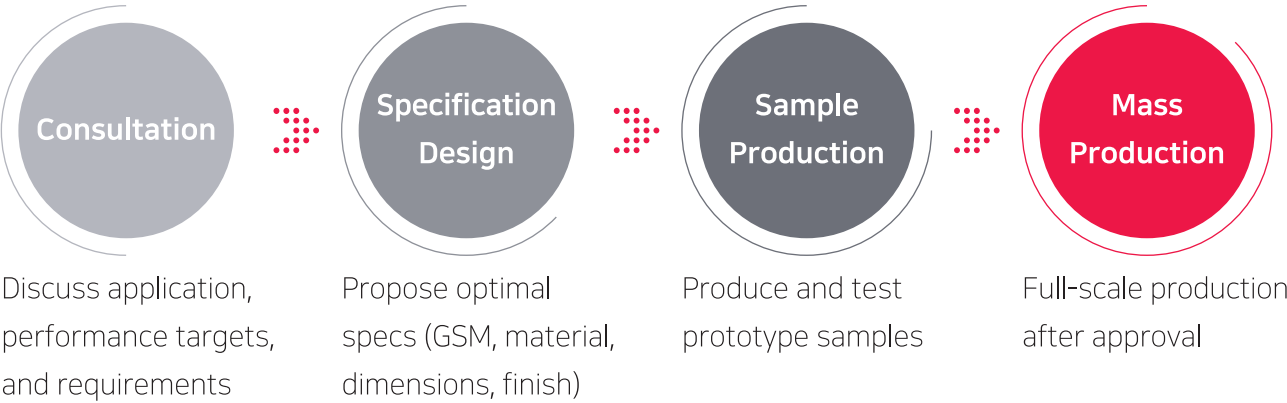 Consultation
Discuss application,
performance targets,
and requirements
Specification
Design
Propose optimal
specs (GSM, material,
dimensions, finish)
Sample
Production
Produce and test
prototype samples
Mass
Production
Full-scale production
after approval